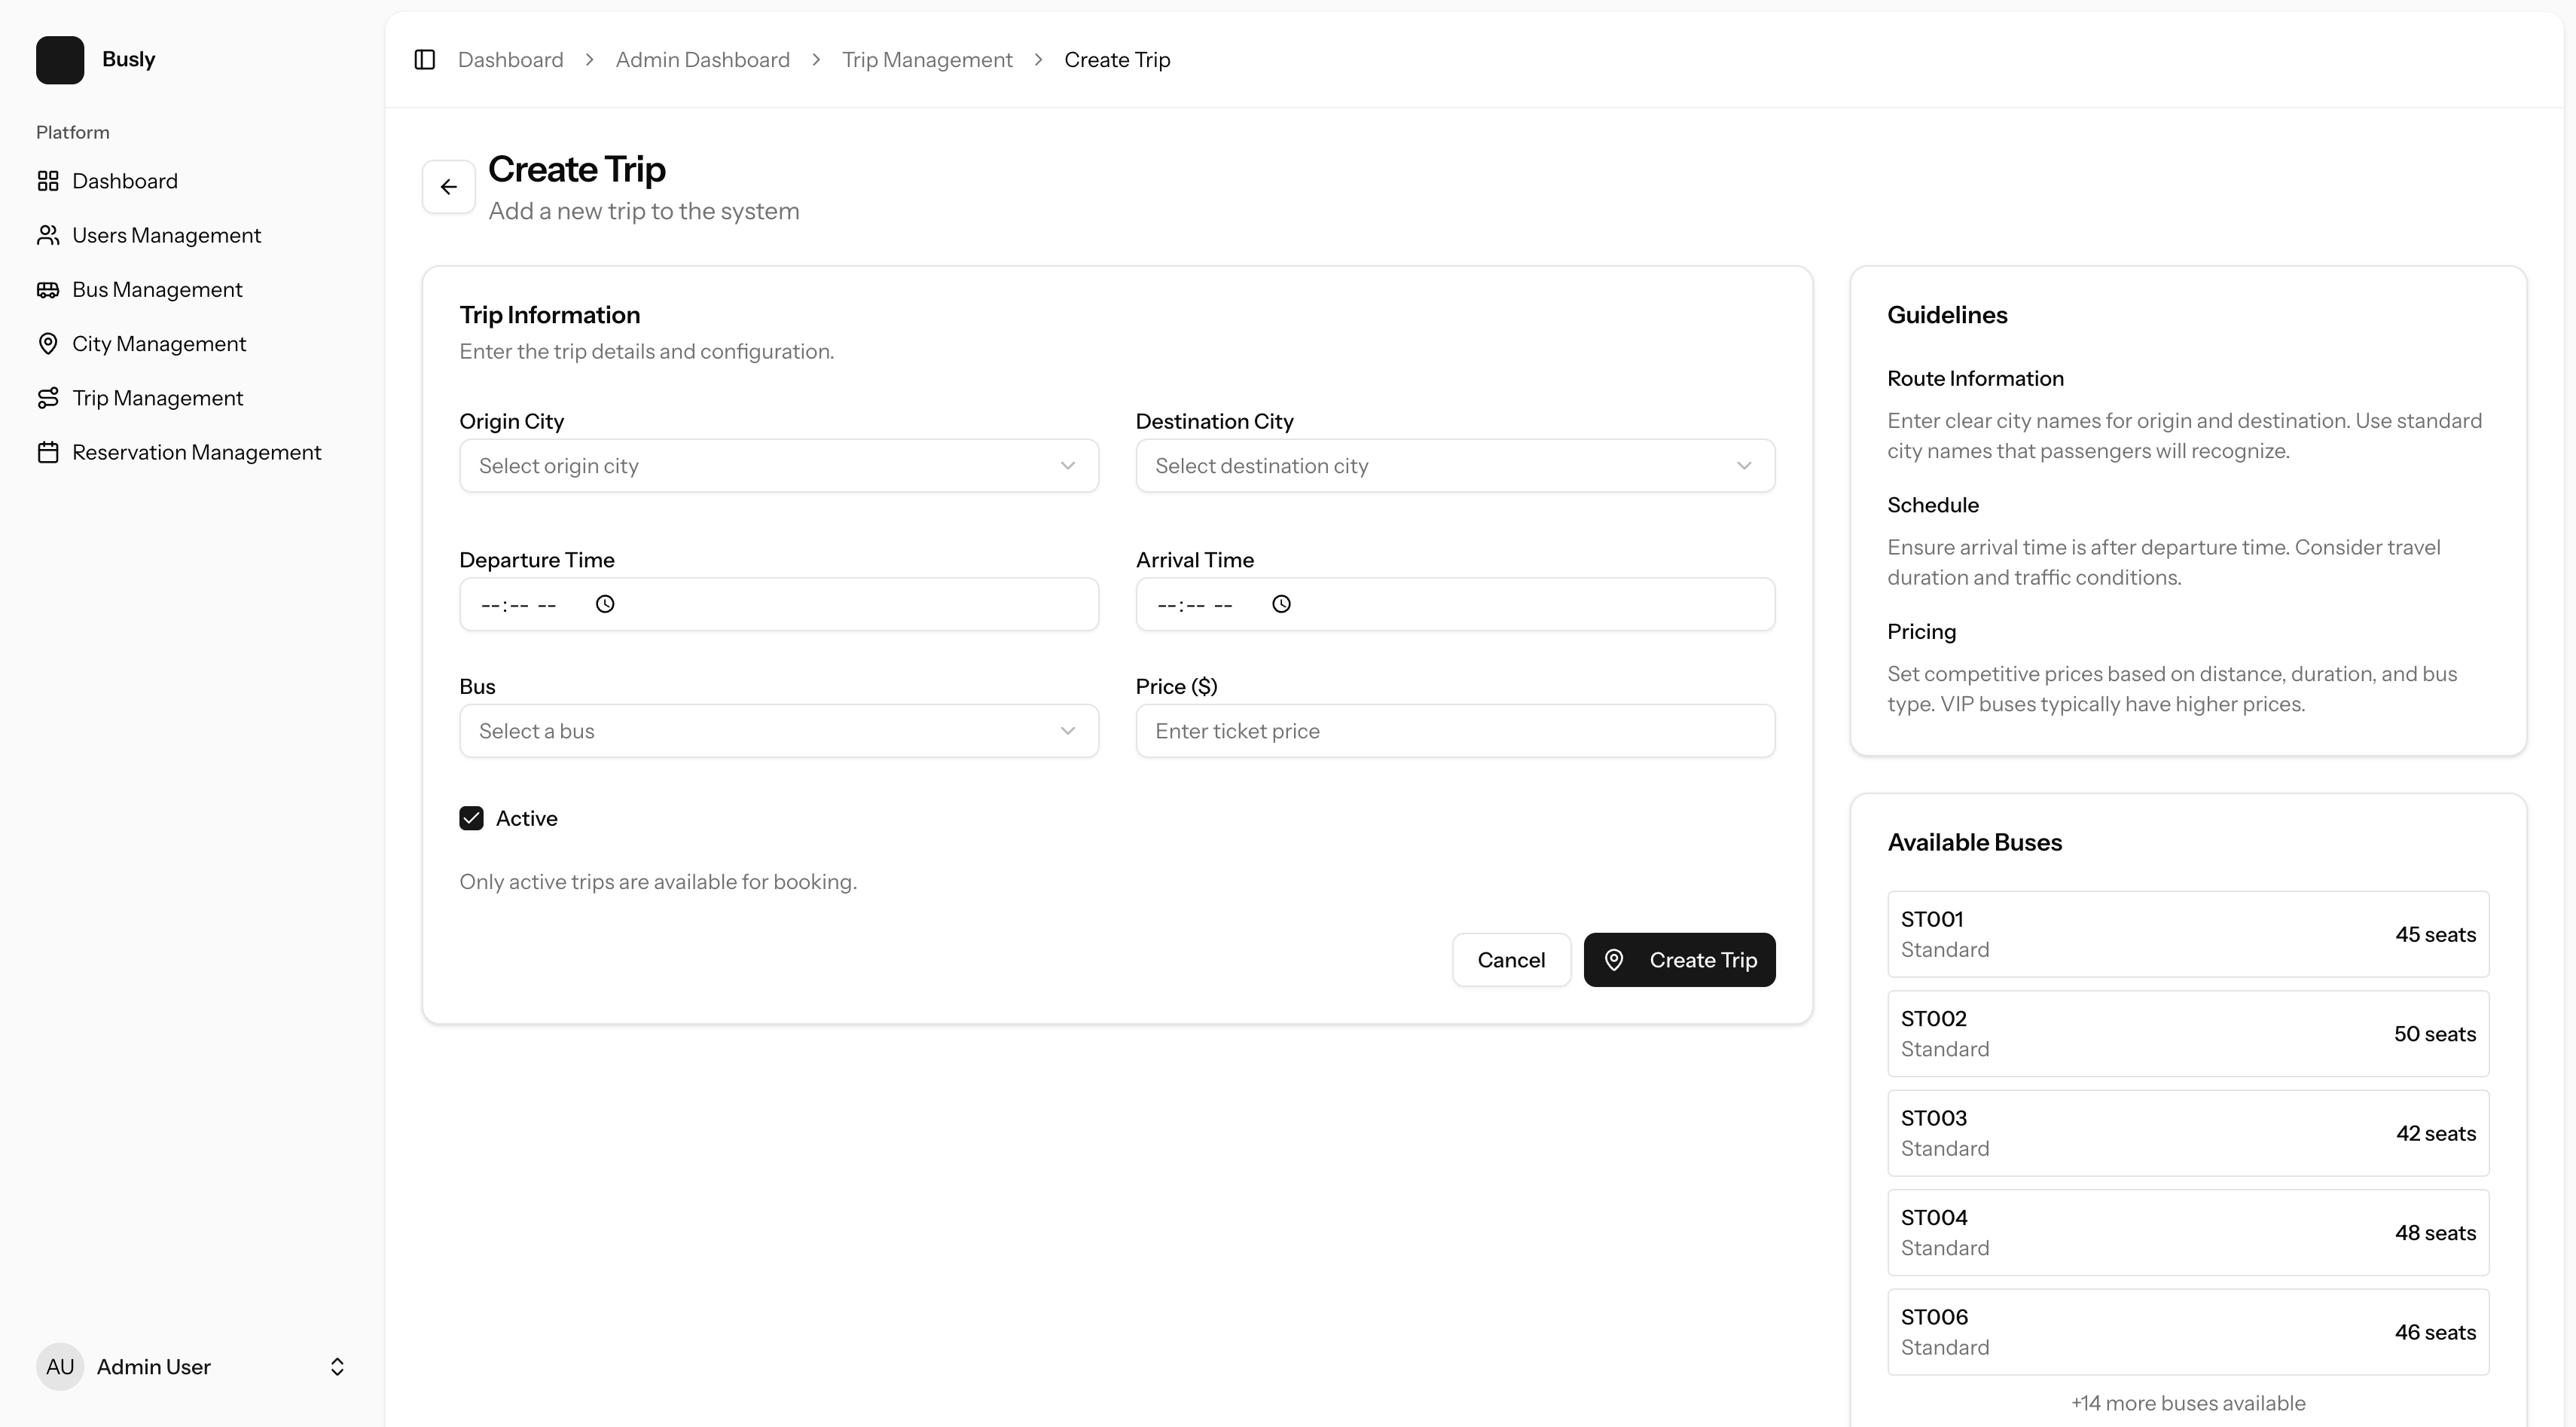 Busly
Platform
Dashboard
Users Management
Bus Management
City Management
Trip Management
Reservation Management
AU Admin User
Dashboard > Admin Dashboard > Trip Management > Create Trip
Create Trip
Add a new trip to the system
Trip Information
Enter the trip details and configuration.
Origin City
Select origin city
Destination City
Select destination city
Departure Time
--:-- --
Arrival Time
--:-- --
Bus
Select a bus
Price ($)
Enter ticket price
Active
Only active trips are available for booking.
Cancel
Create Trip
Guidelines
Route Information
Enter clear city names for origin and destination. Use standard
city names that passengers will recognize.
Schedule
Ensure arrival time is after departure time. Consider travel
duration and traffic conditions.
Pricing
Set competitive prices based on distance, duration, and bus
type. VIP buses typically have higher prices.
Available Buses
ST001
Standard
45 seats
ST002
Standard
50 seats
ST003
Standard
42 seats
ST004
Standard
48 seats
ST006
Standard
46 seats
+14 more buses available